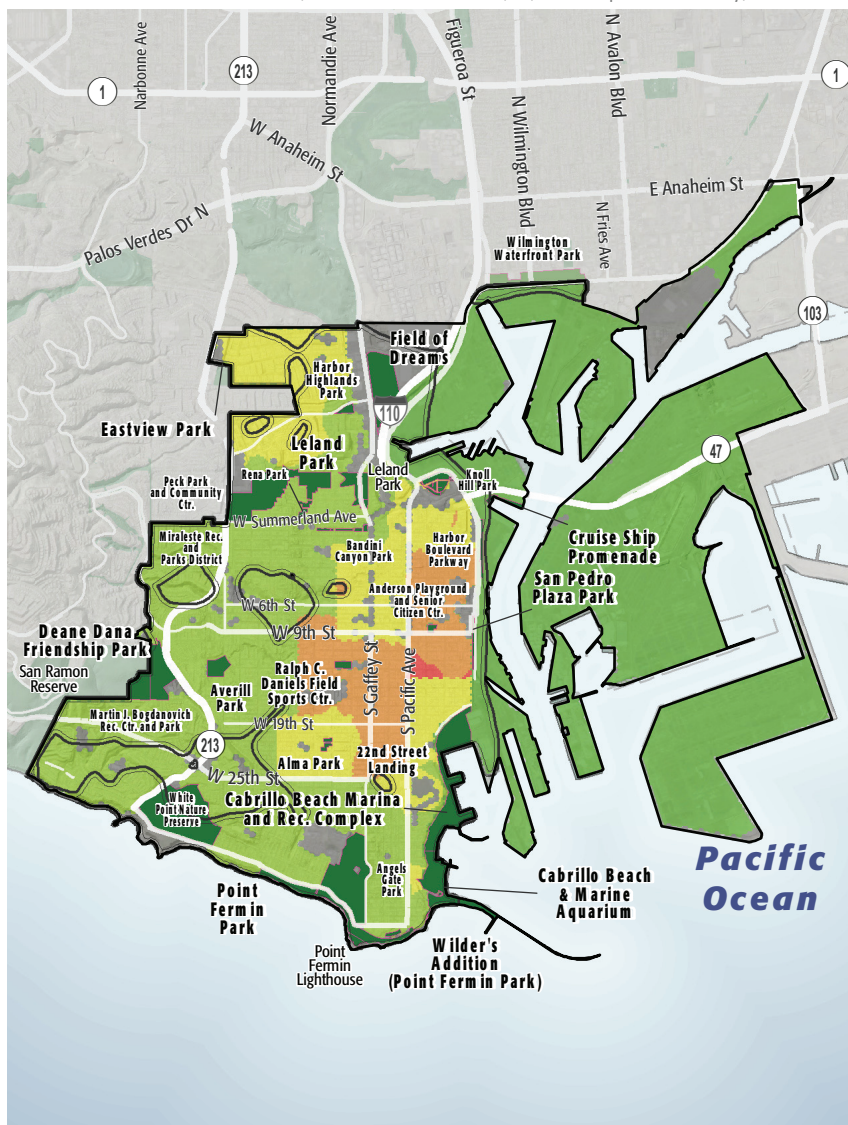 Narbonne Ave
213
Normandie Ave
Figueroa St
N Avalon Blvd
1
1
N Wilmington Blvd
W Anaheim St
E Anaheim St
N Fries Ave
Palos Verdes Dr N
Wilmington
Waterfront Park
103
Field of
Dreams
Harbor
Highlands
Park
110
Eastview Park
Leland
Park
47
Rena Park
Leland
Park
Knoll
Hill Park
Peck Park
and Community
Ctr.
W Summerland Ave
Miraleste Rec.
and
Parks District
Bandini
Canyon Park
Harbor
Boulevard
Parkway
Cruise Ship
Promenade
San Pedro
Plaza Park
Anderson Playground
and Senior
Citizen Ctr.
W 6th St
W 9th St
Deane Dana
Friendship Park
San Ramon
Reserve
Ralph C.
Daniels Field
Sports Ctr.
S Gaffey St
S Pacific Ave
Averill
Park
Martin J. Bogdanovich
Rec. Ctr. and Park
W 19th St
213
22nd Street
Landing
Alma Park
W 25th St
White
Point Nature
Preserve
Cabrillo Beach Marina
and Rec. Complex
Pacific
Ocean
Angels
Gate
Park
Cabrillo Beach
& Marine
Aquarium
Point
Fermin
Park
Point
Fermin
Lighthouse
Wilder's
Addition
(Point Fermin Park)